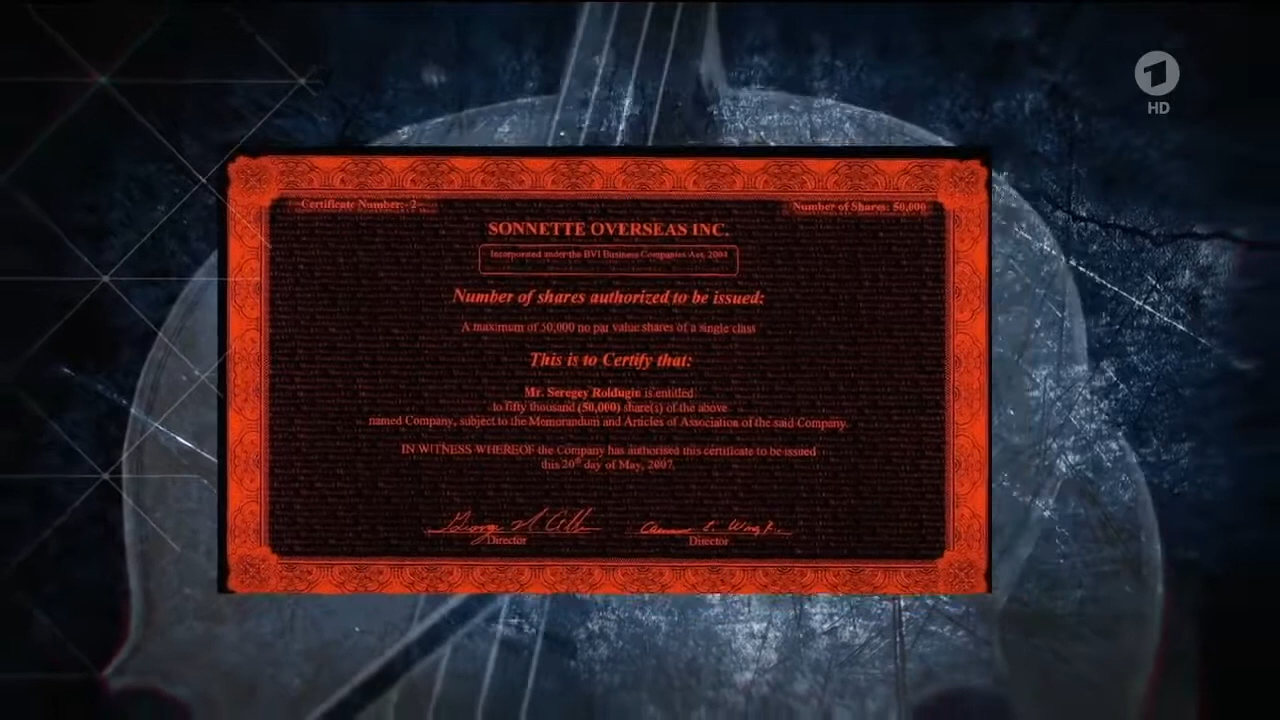 1
HD
Certificate Number: 2
Number of Shares: 50,000
SONNETTE OVERSEAS INC.
Incorporated under the BVI Business Companies Act, 2004
Number of shares authorized to be issued:
A maximum of 50,000 no par value shares of a single class
This is to Certify that:
Mr. Seregey Roldugin is entitled
to fifty thousand (50,000) share(s) of the above
named Company, subject to the Memorandum and Articles of Association of the said Company.
IN WITNESS WHEREOF the Company has authorised this certificate to be issued
this 20th day of May, 2007.
Director
Director